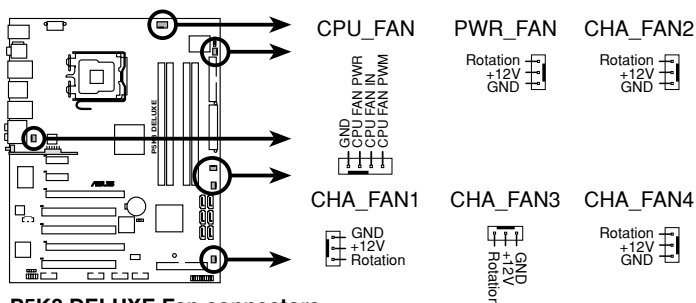 CPU_FAN
PWR_FAN
CHA_FAN2
GND
CPU FAN PWR
CPU FAN IN
CPU FAN PWM
Rotation
+12V
GND
Rotation
+12V
GND
P5K3 DELUXE
/ISUS
CHA_FAN1
CHA_FAN3
CHA_FAN4
GND
+12V
Rotation
GND
+12V
Rotation
Rotation
+12V
GND
P5K3 DELUXE Fan connectors